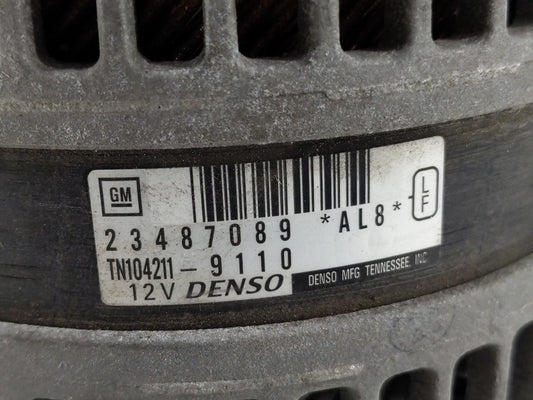 GM
23487089 *AL8* L
F
TN104211-9110
12V DENSO DENSO MFG TENNESSEE, INC